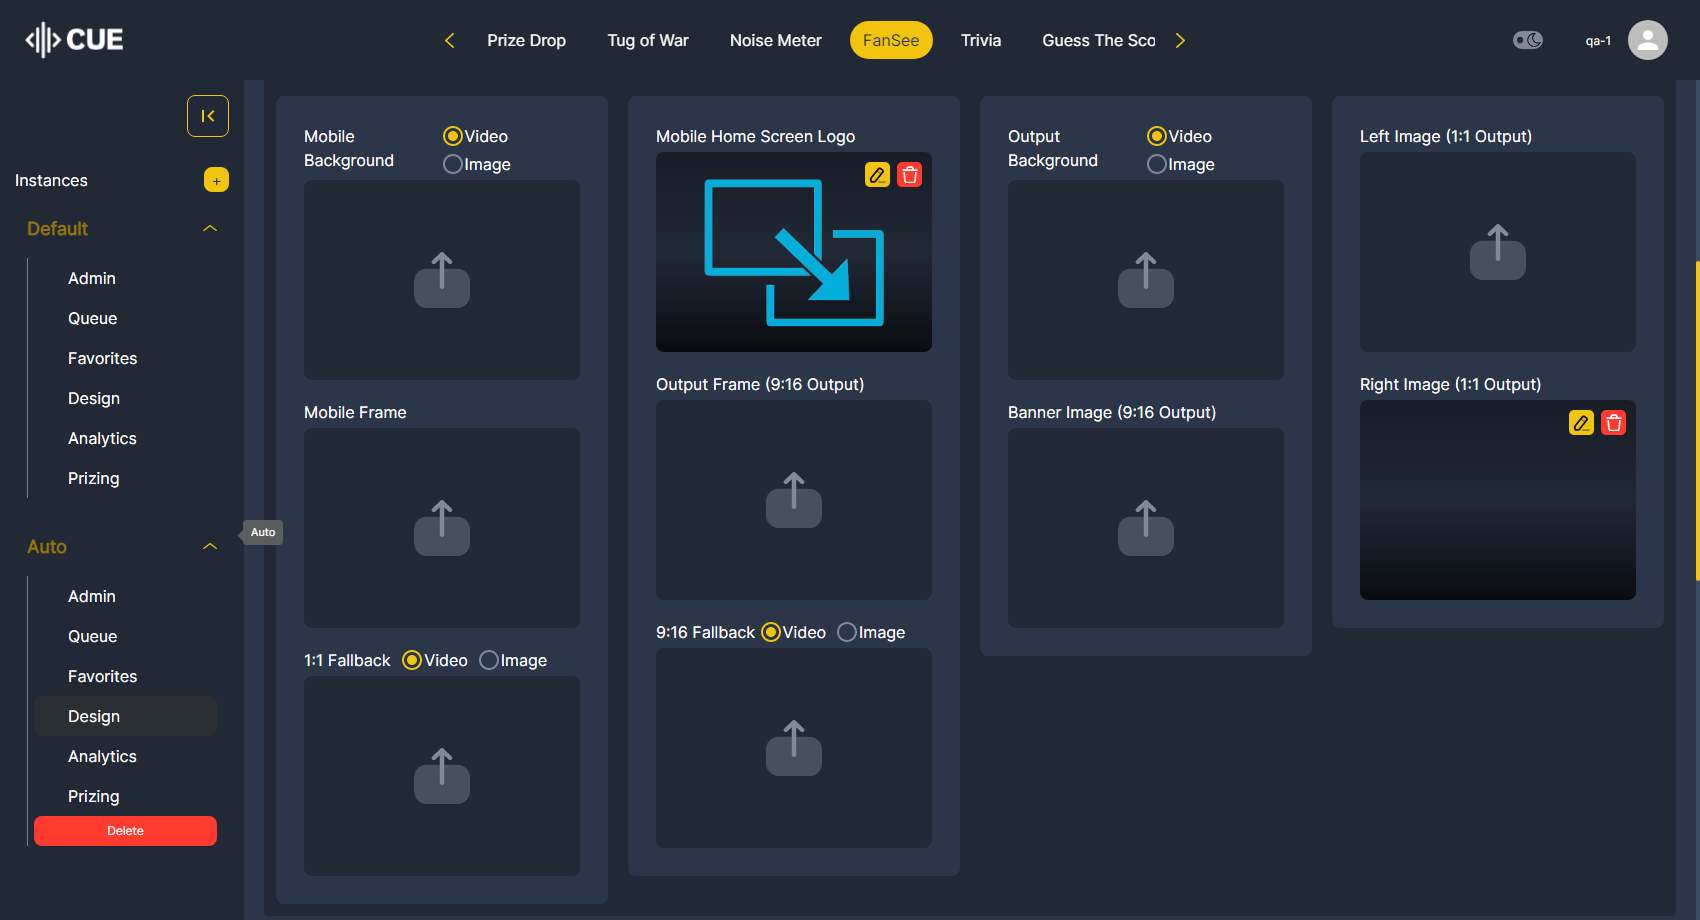 CUE
Prize Drop
Tug of War
Noise Meter
FanSee
Trivia
Guess The Sco
qa-1
Instances
+
Default
Admin
Queue
Favorites
Design
Analytics
Prizing
Auto
Auto
Admin
Queue
Favorites
Design
Analytics
Prizing
Delete
Mobile
Background
Video
Image
Mobile Frame
1:1 Fallback
Video
Image
Mobile Home Screen Logo
Output Frame (9:16 Output)
9:16 Fallback
Video
Image
Output
Background
Video
Image
Banner Image (9:16 Output)
Left Image (1:1 Output)
Right Image (1:1 Output)